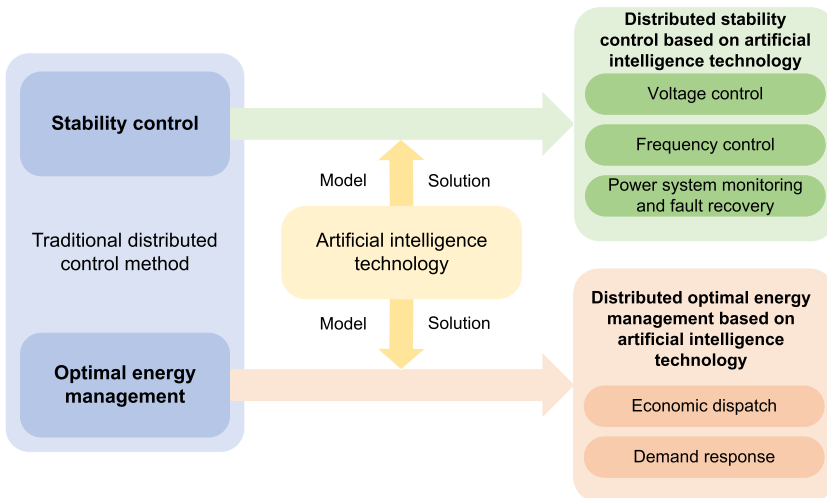 Distributed stability
control based on artificial
intelligence technology
Voltage control
Frequency control
Power system monitoring
and fault recovery
Stability control
Traditional distributed
control method
Optimal energy
management
Model
Solution
Artificial intelligence
technology
Model
Solution
Distributed optimal energy
management based on
artificial intelligence
technology
Economic dispatch
Demand response